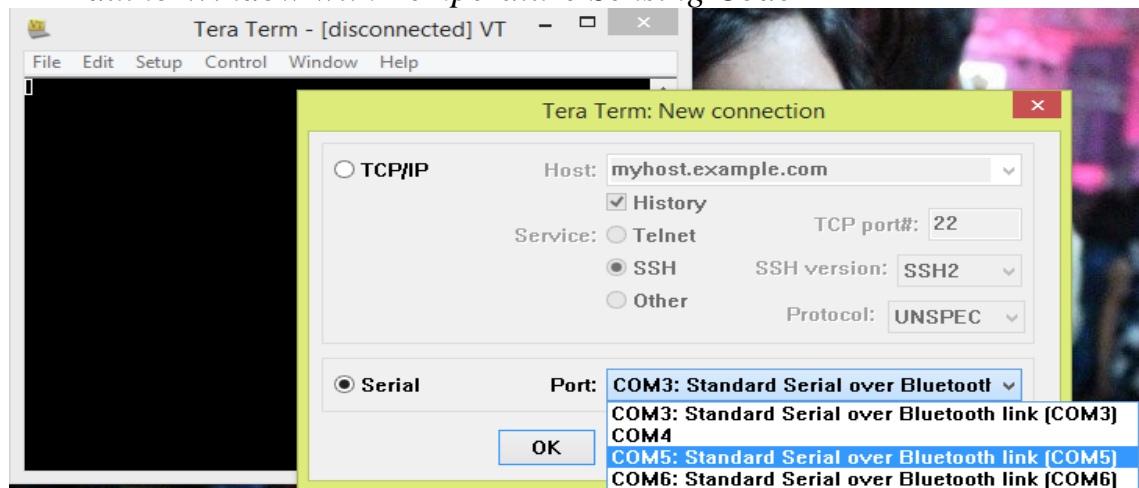 Tera Term - [disconnected] VT
File Edit Setup Control Window Help
Tera Term: New connection
TCP/IP Host: myhost.example.com
History
Service: Telnet TCP port#: 22
SSH SSH version: SSH2
Other Protocol: UNSPEC
Serial Port: COM3: Standard Serial over Bluetoot
COM3: Standard Serial over Bluetooth link (COM3)
COM4
OK
COM5: Standard Serial over Bluetooth link (COM5)
COM6: Standard Serial over Bluetooth link (COM6)